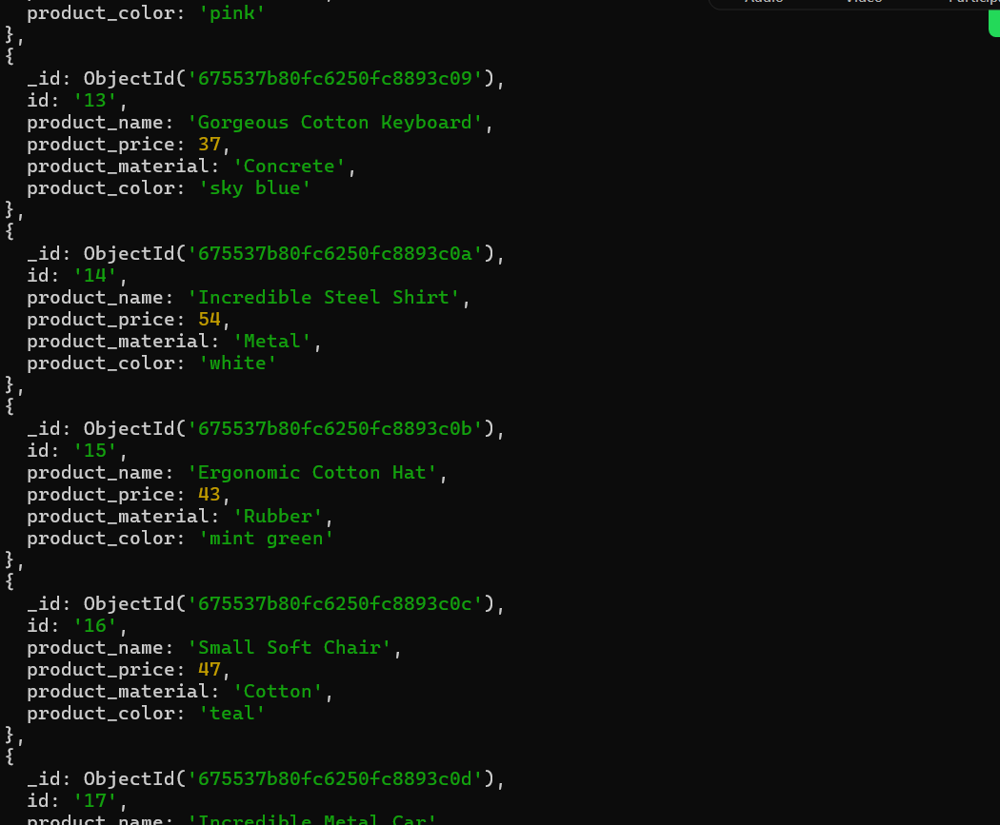 Audio Video Particip
product_color: 'pink'
},
{
_id: ObjectId('675537b80fc6250fc8893c09'),
id: '13',
product_name: 'Gorgeous Cotton Keyboard',
product_price: 37,
product_material: 'Concrete',
product_color: 'sky blue'
},
{
_id: ObjectId('675537b80fc6250fc8893c0a'),
id: '14',
product_name: 'Incredible Steel Shirt',
product_price: 54,
product_material: 'Metal',
product_color: 'white'
},
{
_id: ObjectId('675537b80fc6250fc8893c0b'),
id: '15',
product_name: 'Ergonomic Cotton Hat',
product_price: 43,
product_material: 'Rubber',
product_color: 'mint green'
},
{
_id: ObjectId('675537b80fc6250fc8893c0c'),
id: '16',
product_name: 'Small Soft Chair',
product_price: 47,
product_material: 'Cotton',
product_color: 'teal'
},
{
_id: ObjectId('675537b80fc6250fc8893c0d'),
id: '17',
product_name: 'Incredible Metal Car'